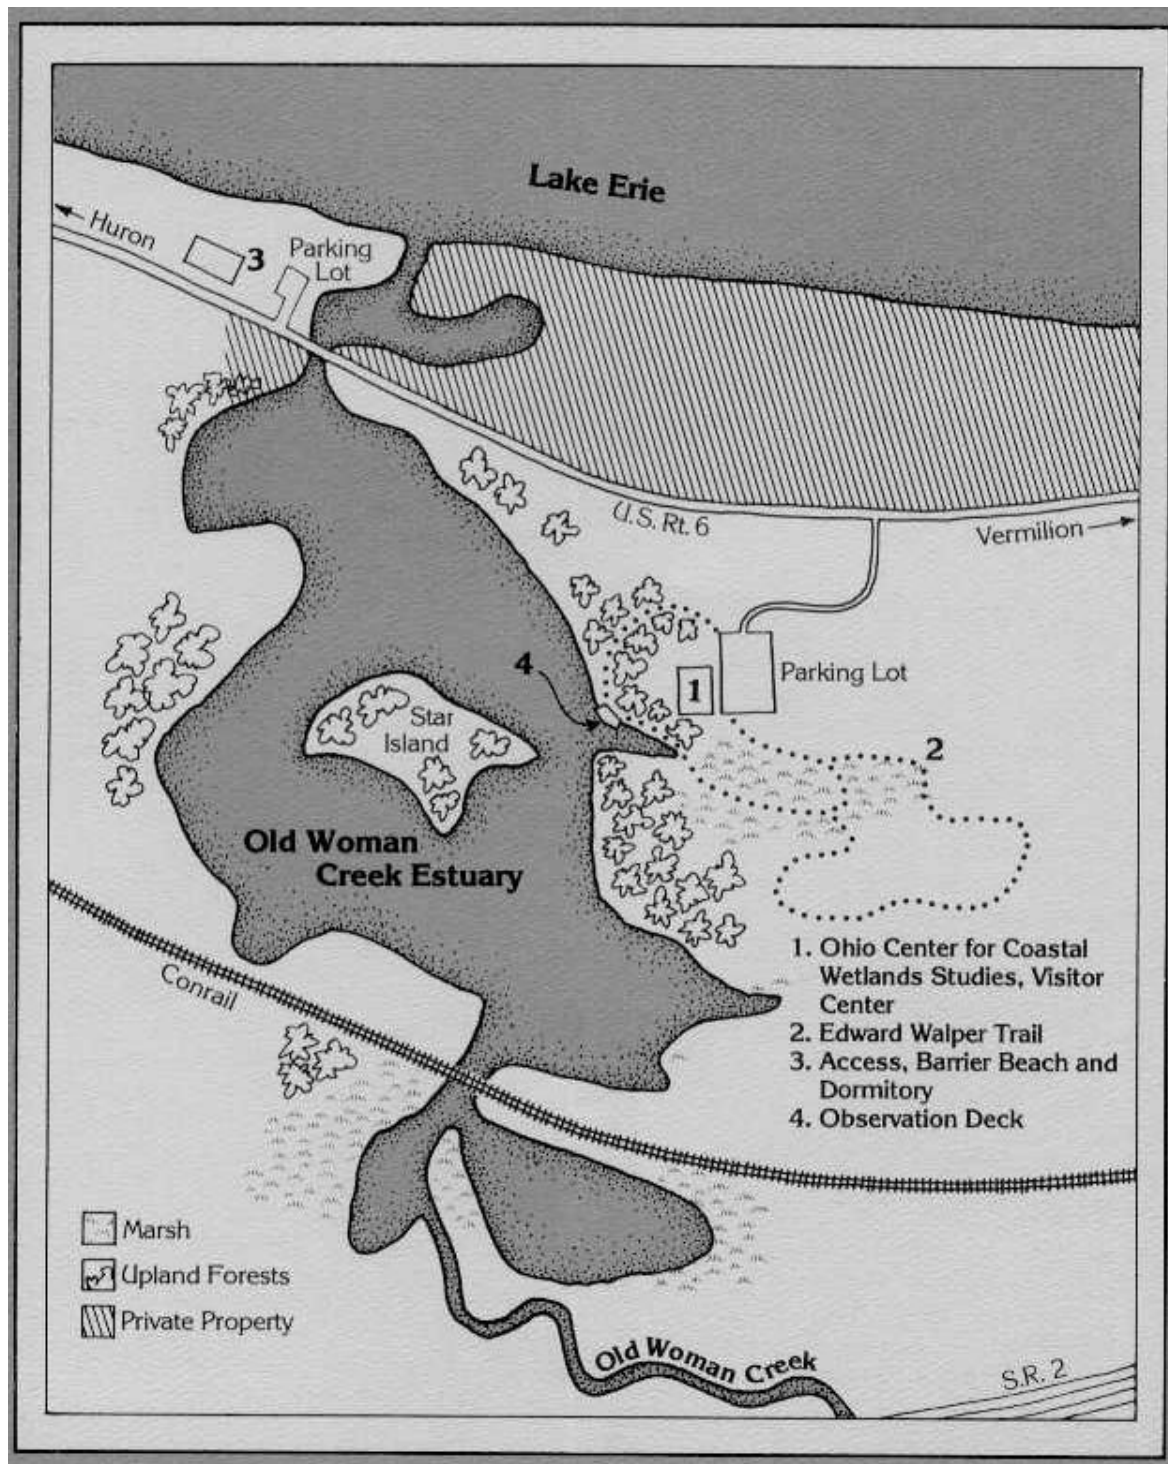 Lake Erie
Huron
3
Parking
Lot
U.S. Rt. 6
Vermilion
4
1
Parking Lot
Star
Island
2
Old Woman
Creek Estuary
Conrail
1. Ohio Center for Coastal
Wetlands Studies, Visitor
Center
2. Edward Walper Trail
3. Access, Barrier Beach and
Dormitory
4. Observation Deck
Marsh
Upland Forests
Private Property
Old Woman Creek
S.R. 2